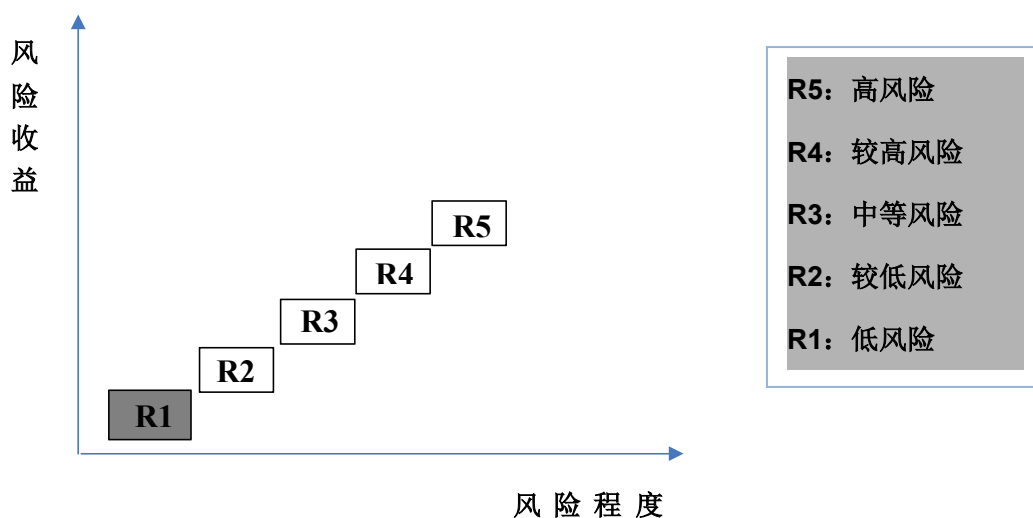 风险收益
R5
R4
R3
R2
R1
风险程度
R5：高风险
R4：较高风险
R3：中等风险
R2：较低风险
R1：低风险